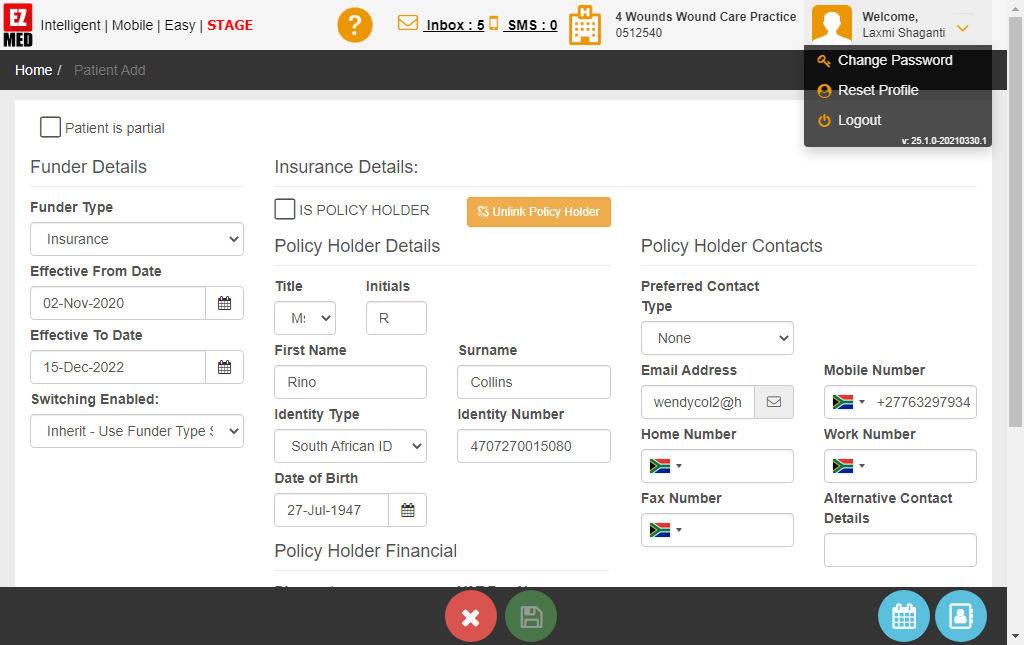 EZ
MED
Intelligent | Mobile | Easy | STAGE
?
Inbox : 5
SMS : 0
H
4 Wounds Wound Care Practice
0512540
Welcome,
Laxmi Shaganti
Change Password
Reset Profile
Logout
v: 25.1.0-20210330.1
Home / Patient Add
Patient is partial
Funder Details
Funder Type
Insurance
Effective From Date
02-Nov-2020
Effective To Date
15-Dec-2022
Switching Enabled:
Inherit - Use Funder Type
Insurance Details:
IS POLICY HOLDER
Unlink Policy Holder
Policy Holder Details
Title
Initials
R
First Name
Surname
Rino
Collins
Identity Type
Identity Number
South African ID
4707270015080
Date of Birth
27-Jul-1947
Policy Holder Financial
Policy Holder Contacts
Preferred Contact
Type
None
Email Address
Mobile Number
wendycol2@h
+27763297934
Home Number
Work Number
Fax Number
Alternative Contact
Details